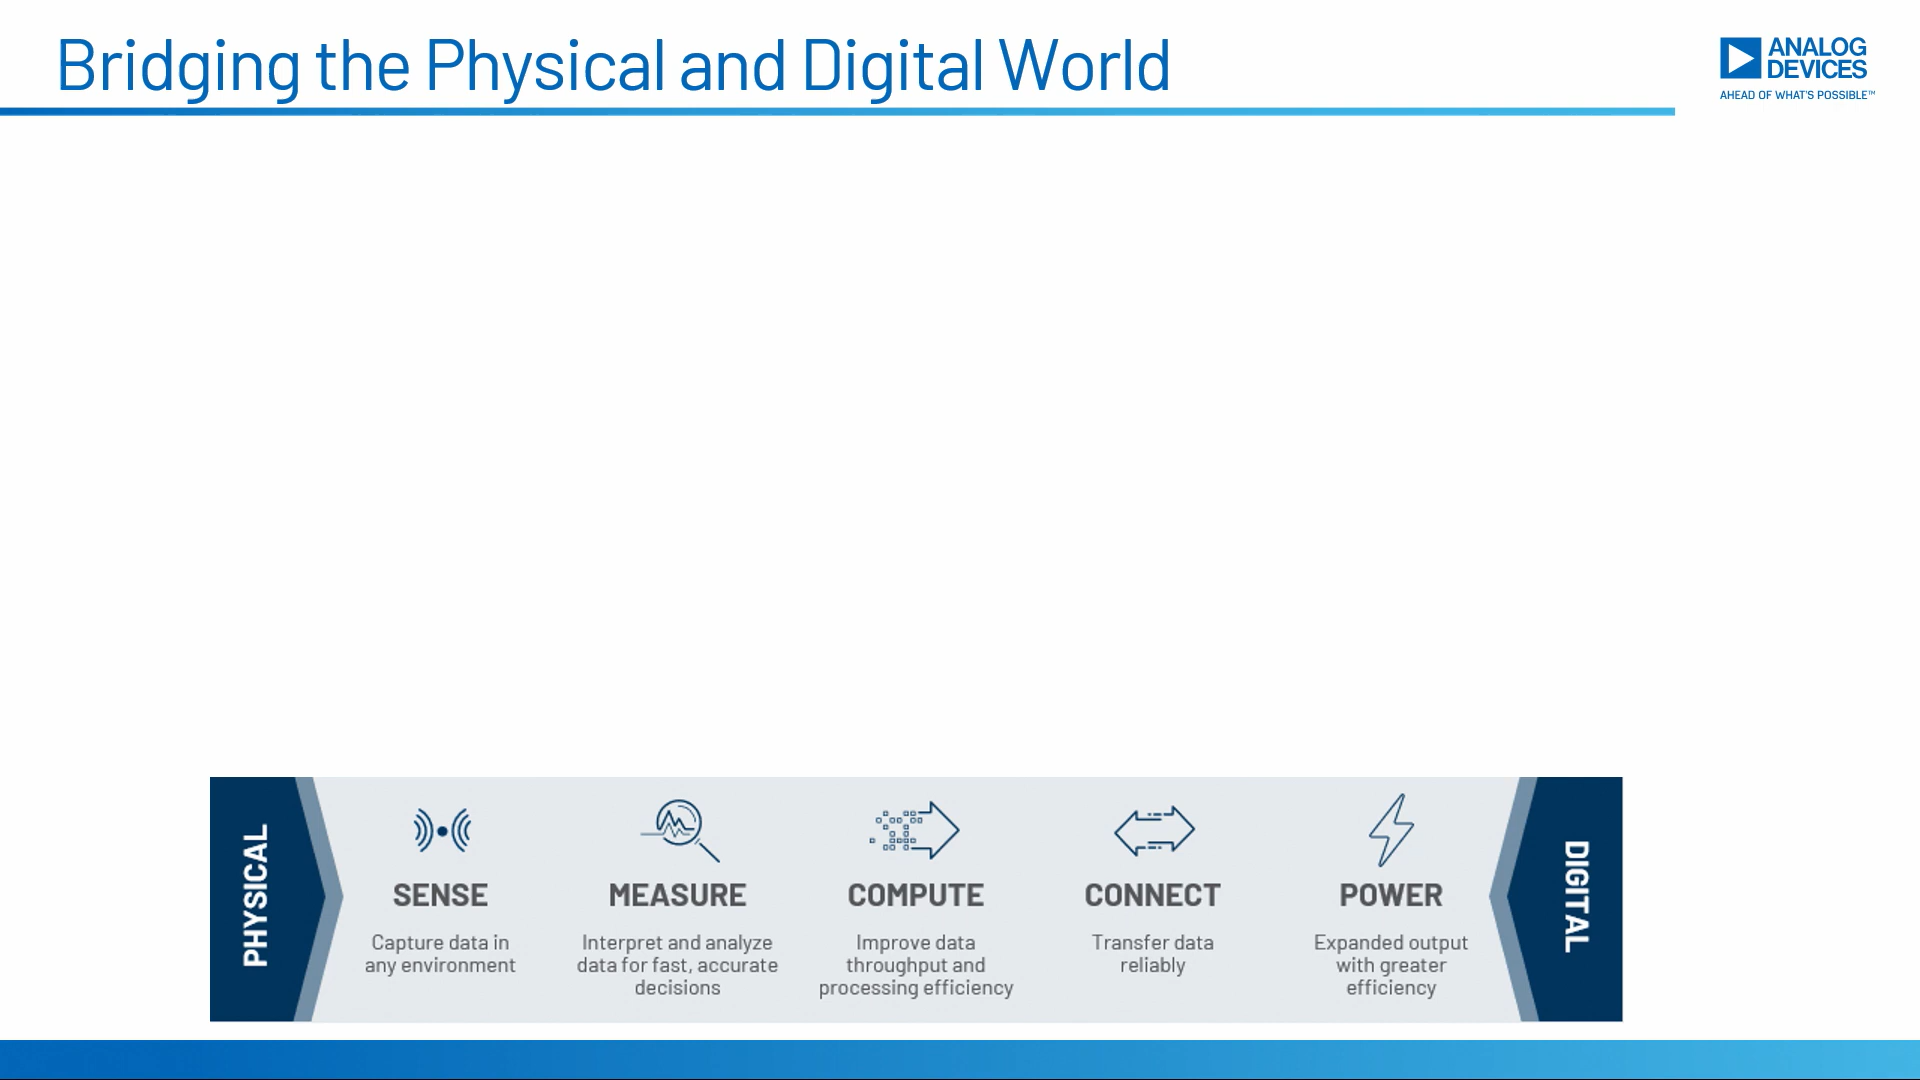 Bridging the Physical and Digital World
ANALOG
DEVICES
AHEAD OF WHAT'S POSSIBLE™
PHYSICAL
SENSE
Capture data in
any environment
MEASURE
Interpret and analyze
data for fast, accurate
decisions
COMPUTE
Improve data
throughput and
processing efficiency
CONNECT
Transfer data
reliably
POWER
Expanded output
with greater
efficiency
DIGITAL